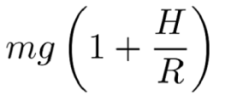 mg(1 + H/R)